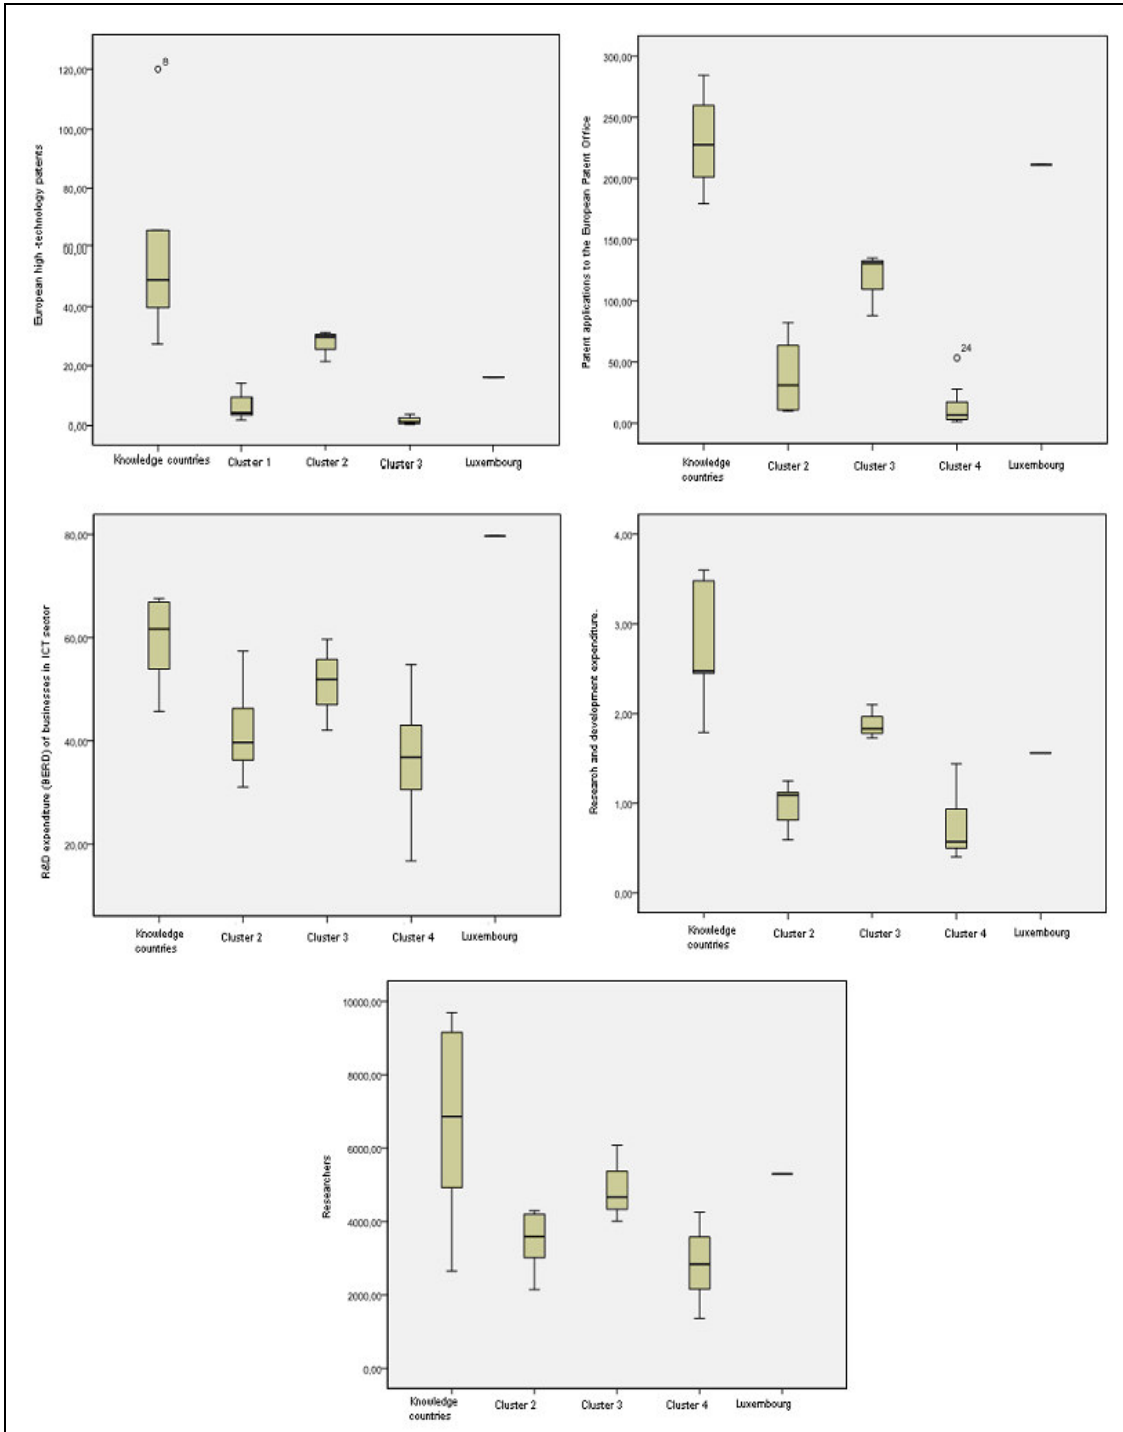 European high -technology patents
120,00
100,00
80,00
60,00
40,00
20,00
0,00
8
Knowledge countries
Cluster 1
Cluster 2
Cluster 3
Luxembourg
Patent applications to the European Patent Office
300,00
250,00
200,00
150,00
100,00
50,00
0,00
24
Knowledge
countries
Cluster 2
Cluster 3
Cluster 4
Luxembourg
R&D expenditure (BERD) of businesses in ICT sector
80,00
60,00
40,00
20,00
Knowledge
countries
Cluster 2
Cluster 3
Cluster 4
Luxembourg
Research and development expenditure.
4,00
3,00
2,00
1,00
0,00
Knowledge
countries
Cluster 2
Cluster 3
Cluster 4
Luxembourg
Researchers
10000,00
8000,00
6000,00
4000,00
2000,00
0,00
Knowledge
countries
Cluster 2
Cluster 3
Cluster 4
Luxembourg